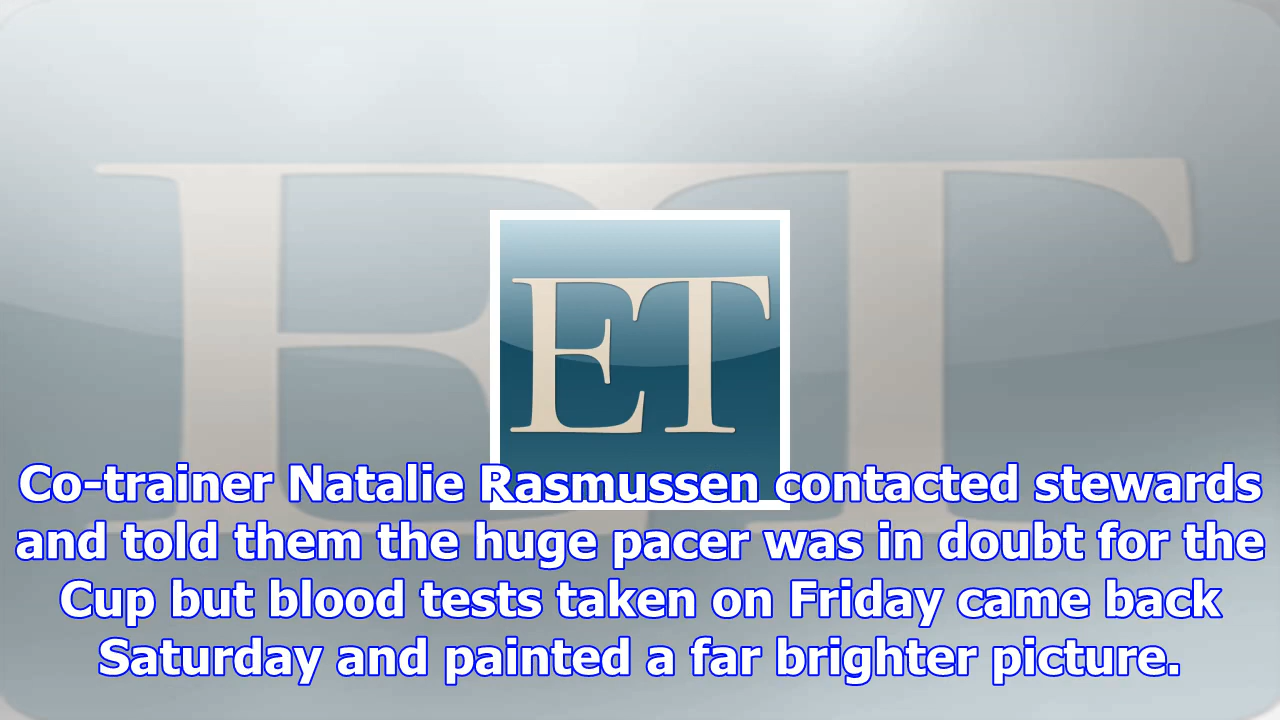 ET
Co-trainer Natalie Rasmussen contacted stewards
and told them the huge pacer was in doubt for the
Cup but blood tests taken on Friday came back
Saturday and painted a far brighter picture.